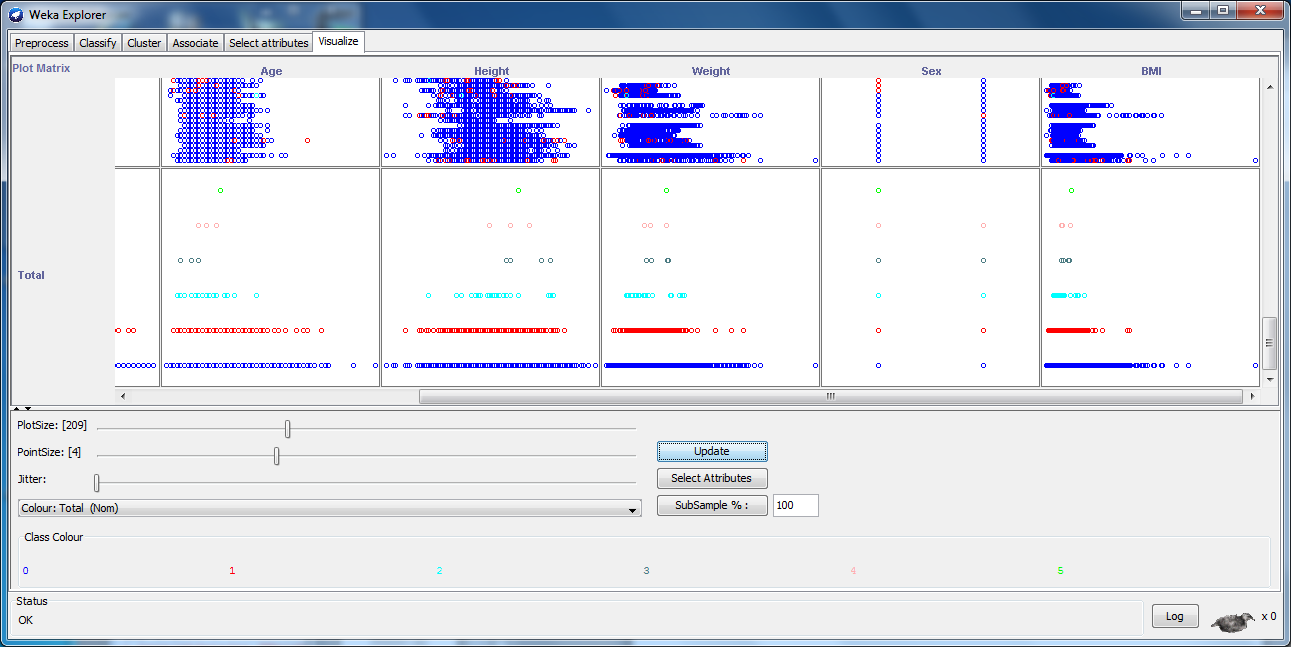 Weka Explorer
Preprocess Classify Cluster Associate Select attributes Visualize
Plot Matrix Age Height Weight Sex BMI
Total
PlotSize: [209]
PointSize: [4] Update
Jitter: Select Attributes
Colour: Total (Nom) SubSample % : 100
Class Colour
0 1 2 3 4 5
Status
OK Log x 0